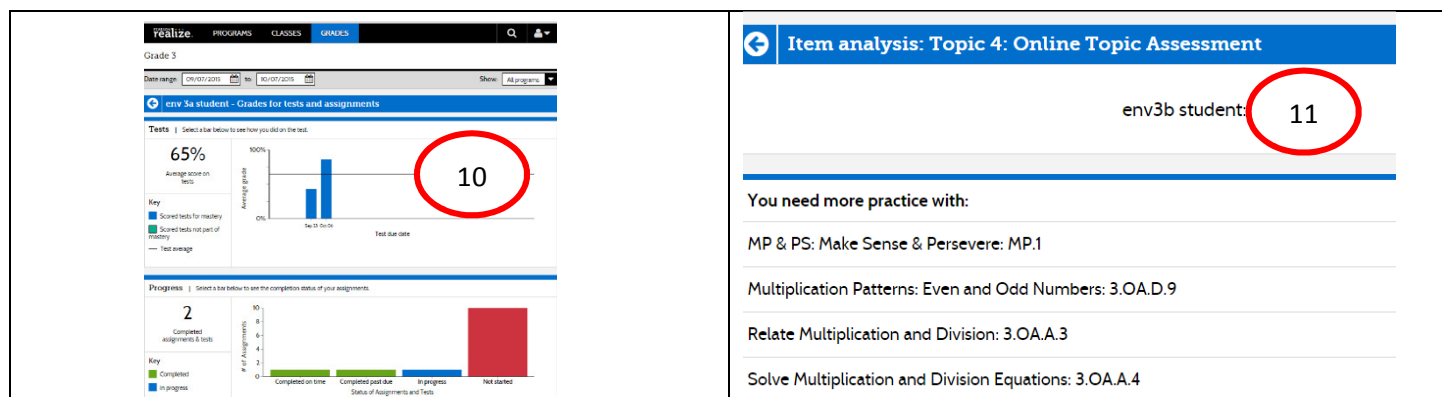 realize. PROGRAMS CLASSES GRADES
Grade 3
Date range: 09/07/2015 to: 10/07/2015 Show: All programs
env 3a student - Grades for tests and assignments
Tests | Select a bar below to see how you did on the test.
65%
Average score on
tests
Key
Scored tests for mastery
Scored tests not part of
mastery
Test average
100%
Average grade
0%
Sep 23 Oct 06
Test due date
10
Progress | Select a bar below to see the completion status of your assignments.
2
Completed
assignments & tests
Key
Completed
In progress
10
8
6
4
2
0
# of Assignments
Completed on time Completed past due In progress Not started
Status of Assignments and Tests
Item analysis: Topic 4: Online Topic Assessment
env3b student:
11
You need more practice with:
MP & PS: Make Sense & Persevere: MP.1
Multiplication Patterns: Even and Odd Numbers: 3.OA.D.9
Relate Multiplication and Division: 3.OA.A.3
Solve Multiplication and Division Equations: 3.OA.A.4